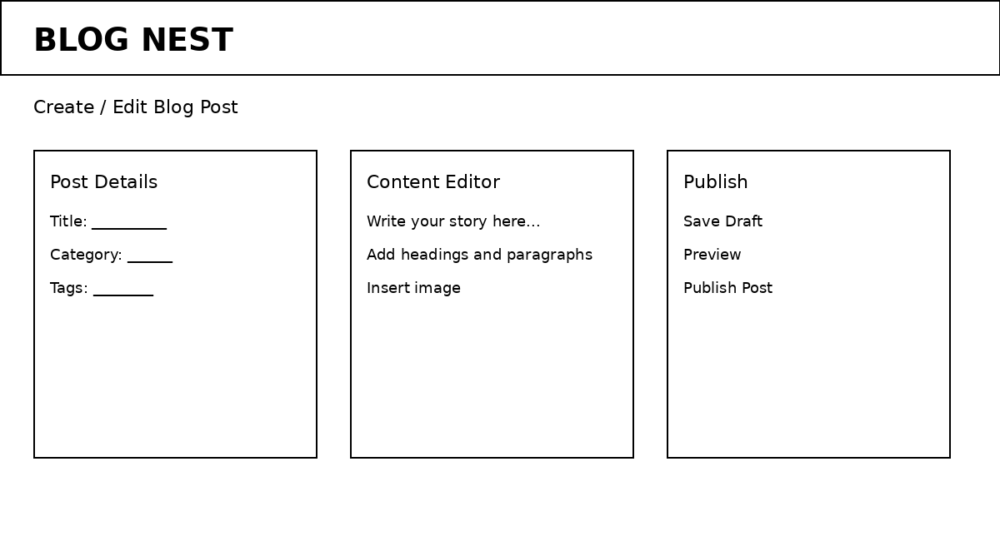 BLOG NEST
Create / Edit Blog Post
Post Details
Title: __________
Category: ______
Tags: ________
Content Editor
Write your story here...
Add headings and paragraphs
Insert image
Publish
Save Draft
Preview
Publish Post